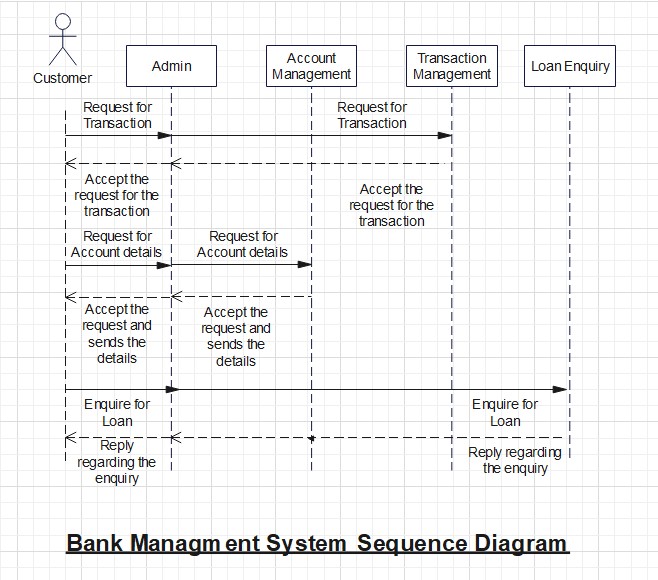 Customer
Admin
Account
Management
Transaction
Management
Loan Enquiry
Request for
Transaction
Request for
Transaction
Accept the
request for the
transaction
Accept the
request for the
transaction
Request for
Account details
Request for
Account details
Accept the
request and
sends the
details
Accept the
request and
sends the
details
Enquire for
Loan
Enquire for
Loan
Reply
regarding the
enquiry
Reply regarding
the enquiry
Bank Managment System Sequence Diagram